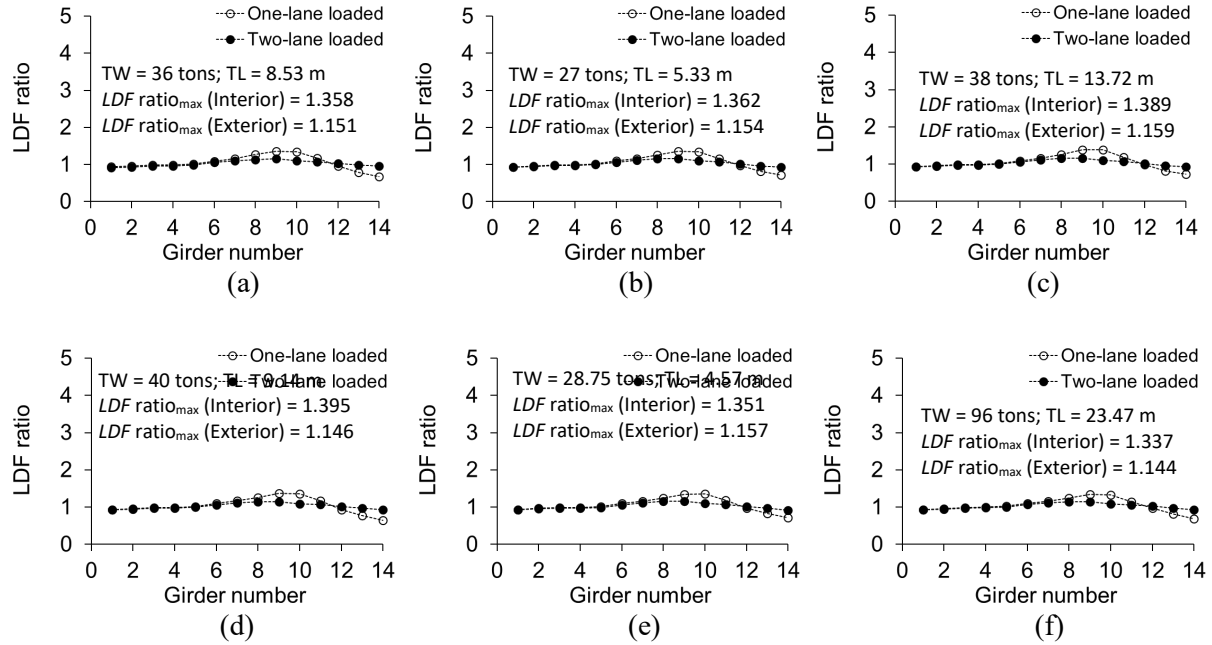 One-lane loaded
Two-lane loaded
TW = 36 tons; TL = 8.53 m
LDF ratiomax (Interior) = 1.358
LDF ratiomax (Exterior) = 1.151
LDF ratio
5
4
3
2
1
0
0 2 4 6 8 10 12 14
Girder number
(a)
One-lane loaded
Two-lane loaded
TW = 27 tons; TL = 5.33 m
LDF ratiomax (Interior) = 1.362
LDF ratiomax (Exterior) = 1.154
LDF ratio
5
4
3
2
1
0
0 2 4 6 8 10 12 14
Girder number
(b)
One-lane loaded
Two-lane loaded
TW = 38 tons; TL = 13.72 m
LDF ratiomax (Interior) = 1.389
LDF ratiomax (Exterior) = 1.159
LDF ratio
5
4
3
2
1
0
0 2 4 6 8 10 12 14
Girder number
(c)
One-lane loaded
Two-lane loaded
TW = 40 tons; TL = 9.14 m
LDF ratiomax (Interior) = 1.395
LDF ratiomax (Exterior) = 1.146
LDF ratio
5
4
3
2
1
0
0 2 4 6 8 10 12 14
Girder number
(d)
One-lane loaded
Two-lane loaded
TW = 28.75 tons; TL = 4.57 m
LDF ratiomax (Interior) = 1.351
LDF ratiomax (Exterior) = 1.157
LDF ratio
5
4
3
2
1
0
0 2 4 6 8 10 12 14
Girder number
(e)
One-lane loaded
Two-lane loaded
TW = 96 tons; TL = 23.47 m
LDF ratiomax (Interior) = 1.337
LDF ratiomax (Exterior) = 1.144
LDF ratio
5
4
3
2
1
0
0 2 4 6 8 10 12 14
Girder number
(f)